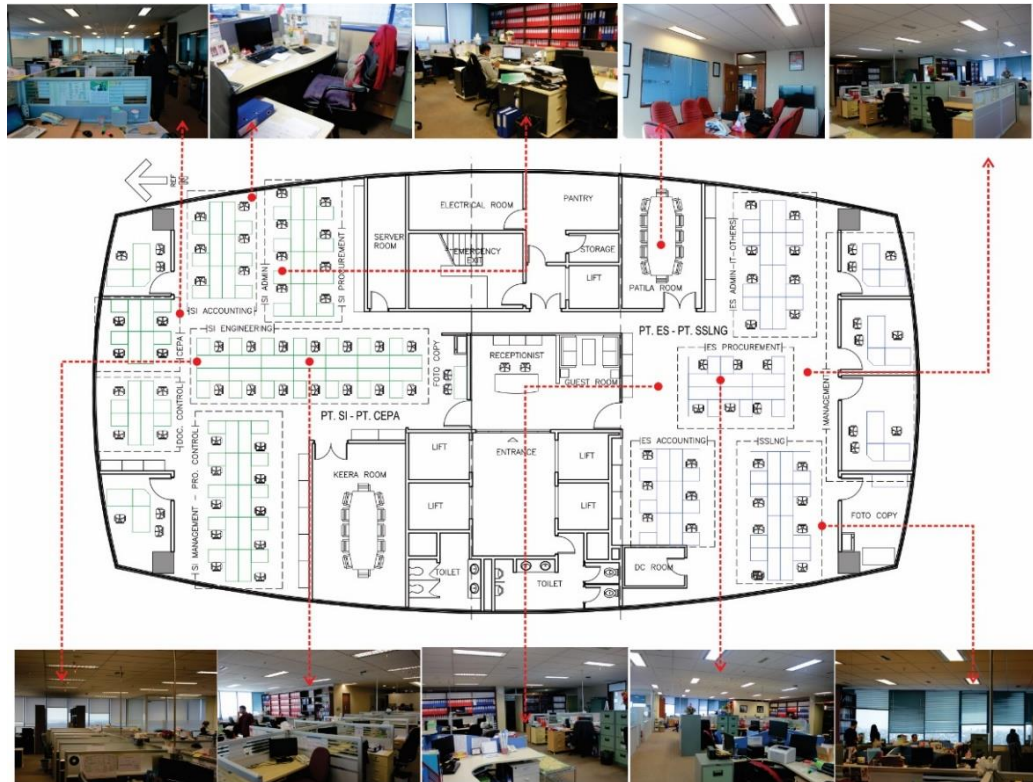 REF
ELECTRICAL ROOM
PANTRY
SERVER
ROOM
EMERGENCY
EXIT
STORAGE
LIFT
PATILA ROOM
SI ACCOUNTING
SI ADMIN
SI PROCUREMENT
ES ADMIN-IT-OTHERS
CEPA
SI ENGINEERING
FOTO COPY
RECEPTIONIST
GUEST ROOM
PT. ES - PT. SSLNG
ES PROCUREMENT
MANAGEMENT
DOC. CONTROL
PT. SI - PT. CEPA
SI MANAGEMENT - PRO. CONTROL
KEERA ROOM
LIFT
LIFT
ENTRANCE
LIFT
LIFT
ES ACCOUNTING
SSLNG
FOTO COPY
TOILET
TOILET
DC ROOM